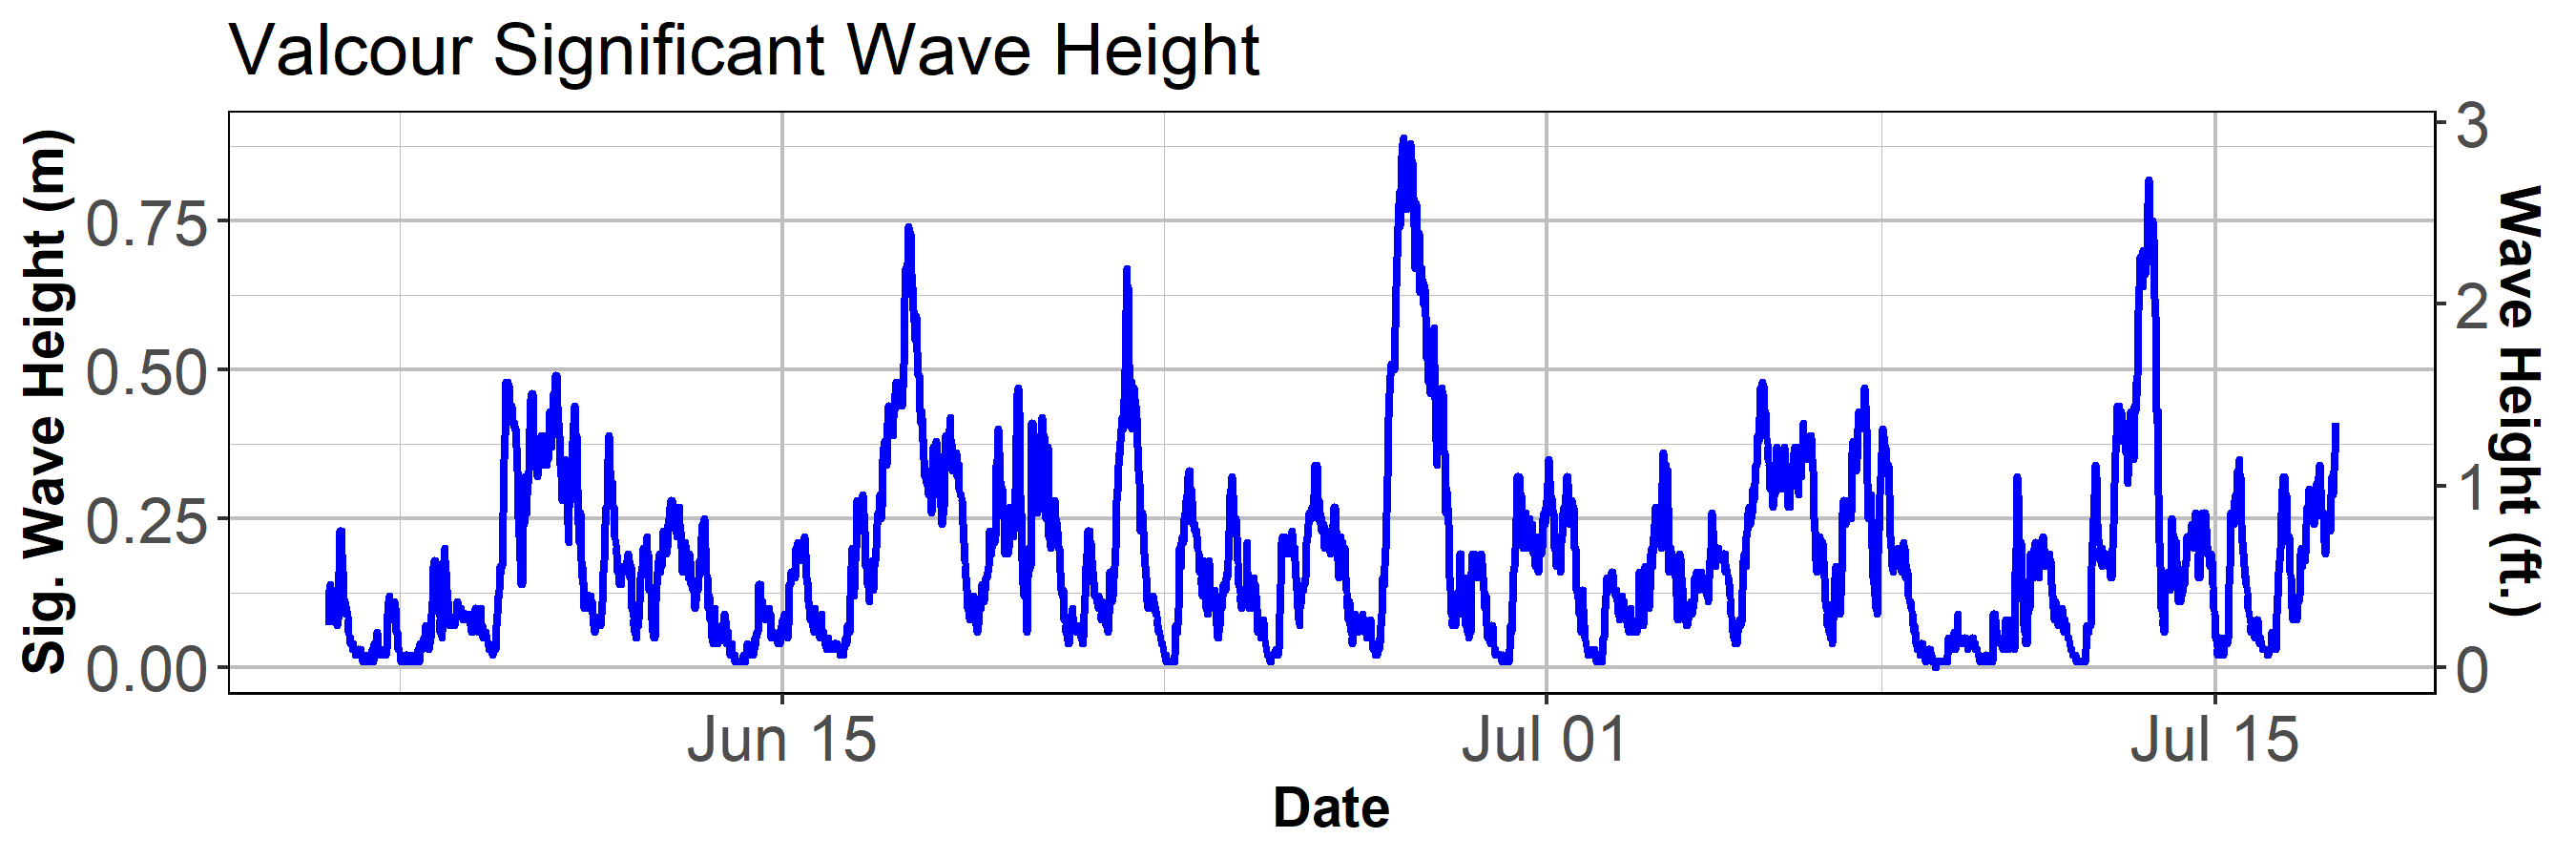 Valcour Significant Wave Height
Sig. Wave Height (m)
0.75
0.50
0.25
0.00
3
2
1
0
Wave Height (ft.)
Jun 15
Jul 01
Jul 15
Date